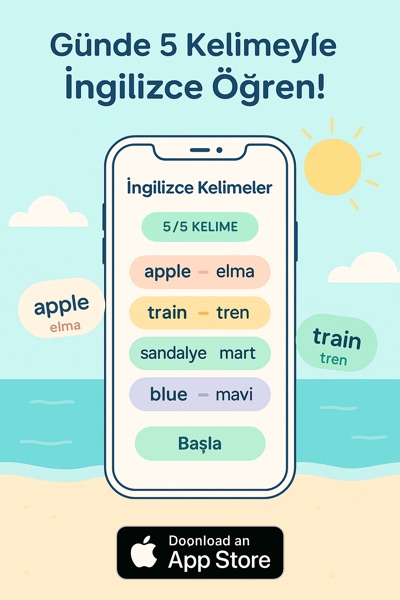 Günde 5 Kelimeyle
İngilizce Öğren!
İngilizce Kelimeler
5/5 KELIME
apple – elma
train – tren
sandalye mart
blue – mavi
Başla
apple
elma
train
tren
Doọnload an
App Store